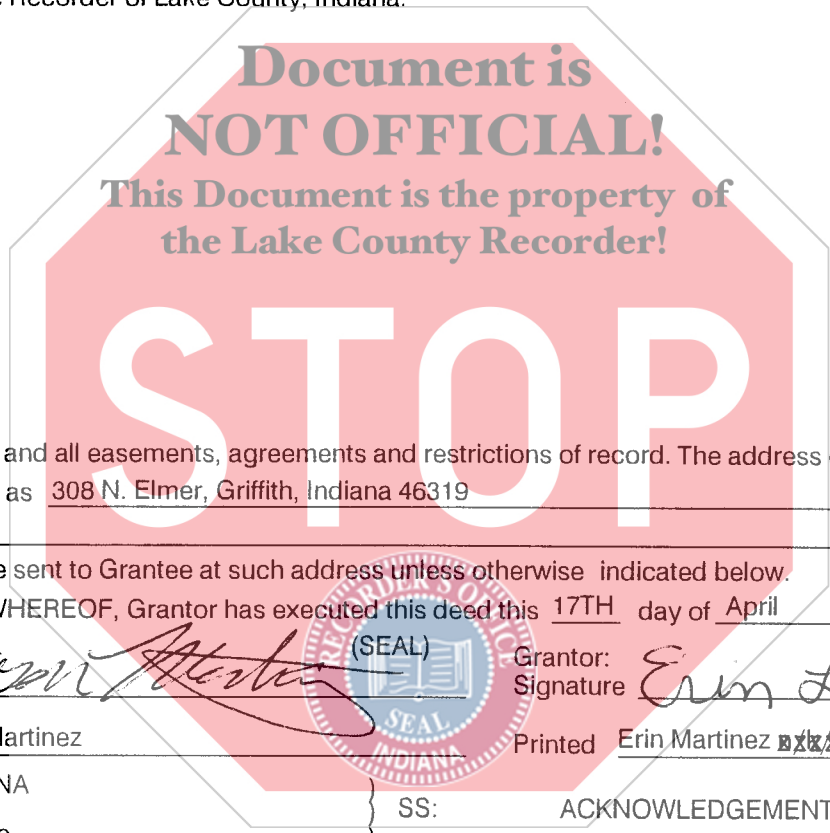 Recorder of Lake County, Indiana.
Document is
NOT OFFICIAL!
This Document is the property of
the Lake County Recorder!
STOP
and all easements, agreements and restrictions of record. The address
as 308 N. Elmer, Griffith, Indiana 46319
sent to Grantee at such address unless otherwise indicated below.
WHEREOF, Grantor has executed this deed this 17TH day of April
(SEAL)
Grantor:
Signature Erin
artinez
Printed Erin Martinez
NA
SS: ACKNOWLEDGEMENT
RECORDER'S OFFICE
SEAL
INDIANA